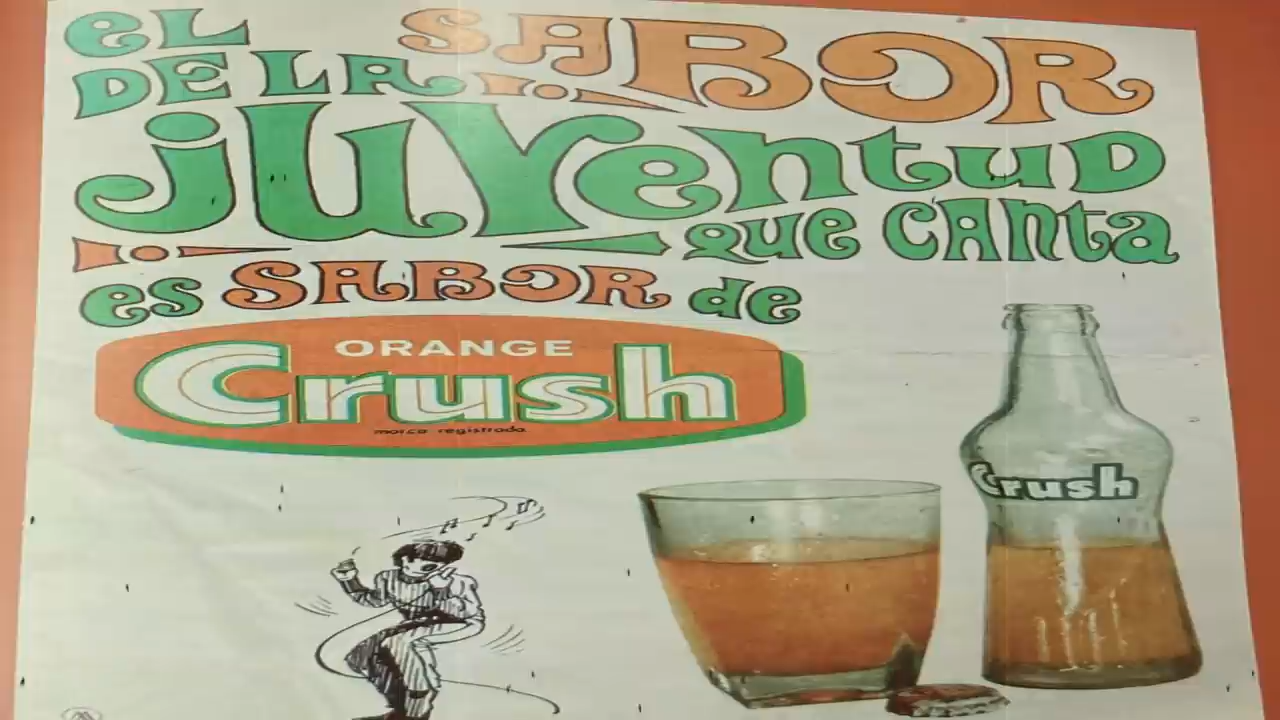 eL SABOR
DE LA
juventud
que canta
es SABOR de
ORANGE
Crush
marca registrada
Crush